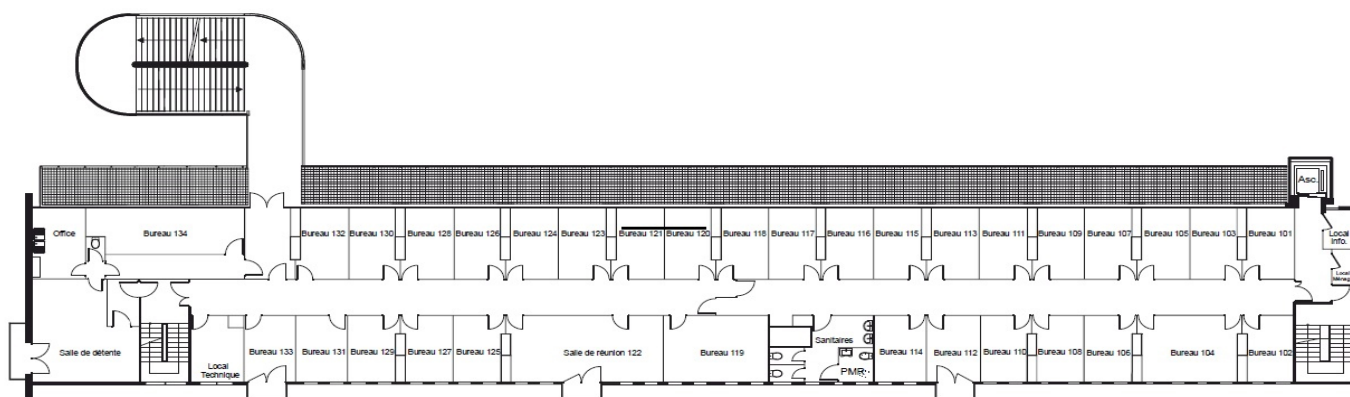 Asc.
Office
Bureau 134
Bureau 132
Bureau 130
Bureau 128
Bureau 126
Bureau 124
Bureau 123
Bureau 121
Bureau 120
Bureau 118
Bureau 117
Bureau 116
Bureau 115
Bureau 113
Bureau 111
Bureau 109
Bureau 107
Bureau 105
Bureau 103
Bureau 101
Local
Info.
Local
Ménage
Salle de détente
Local
Technique
Bureau 133
Bureau 131
Bureau 129
Bureau 127
Bureau 125
Salle de réunion 122
Bureau 119
Sanitaires
PMR
Bureau 114
Bureau 112
Bureau 110
Bureau 108
Bureau 106
Bureau 104
Bureau 102